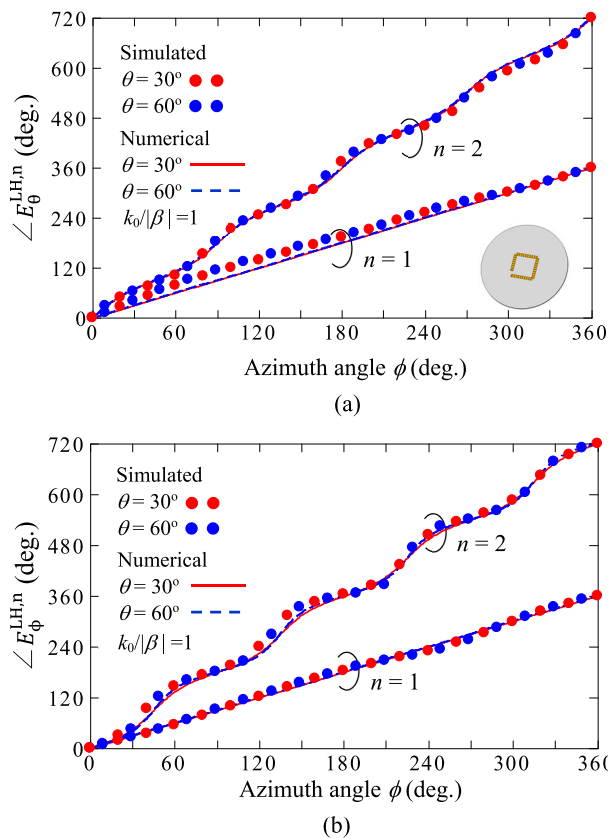 720
600
480
360
240
120
0
∠E_θ^LH,n (deg.)
Simulated
θ = 30°
θ = 60°
Numerical
θ = 30°
θ = 60°
k₀/|β| = 1
n = 2
n = 1
0 60 120 180 240 300 360
Azimuth angle ϕ (deg.)
(a)
720
600
480
360
240
120
0
∠E_ϕ^LH,n (deg.)
Simulated
θ = 30°
θ = 60°
Numerical
θ = 30°
θ = 60°
k₀/|β| = 1
n = 2
n = 1
0 60 120 180 240 300 360
Azimuth angle ϕ (deg.)
(b)